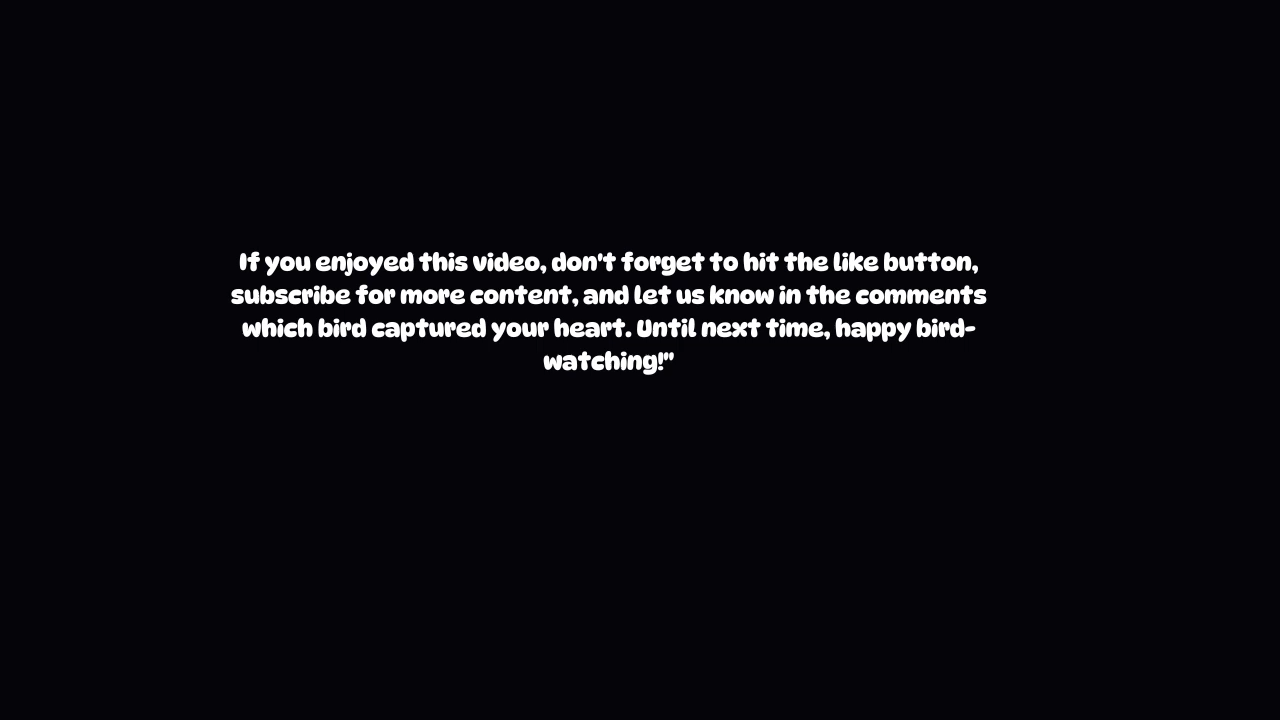 If you enjoyed this video, don't forget to hit the like button,
subscribe for more content, and let us know in the comments
which bird captured your heart. Until next time, happy bird-
watching!"